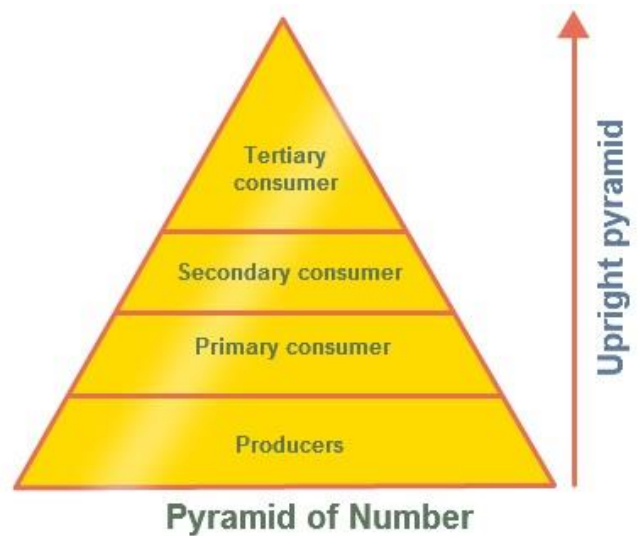 Tertiary
consumer
Secondary consumer
Primary consumer
Producers
Upright pyramid
Pyramid of Number